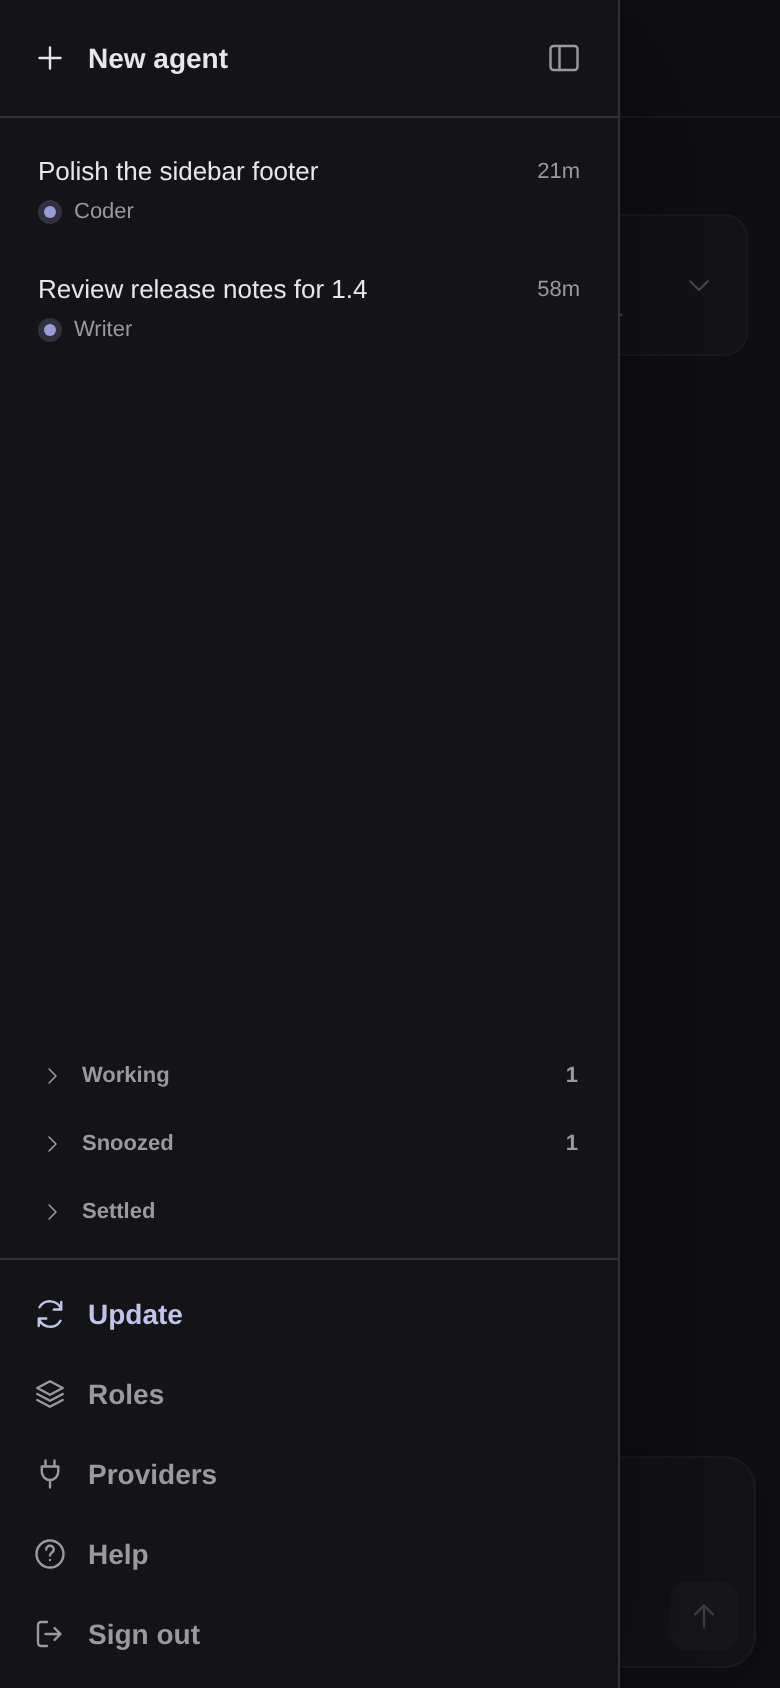 New agent
Polish the sidebar footer 21m
Coder
Review release notes for 1.4 58m
Writer
Working 1
Snoozed 1
Settled
Update
Roles
Providers
Help
Sign out